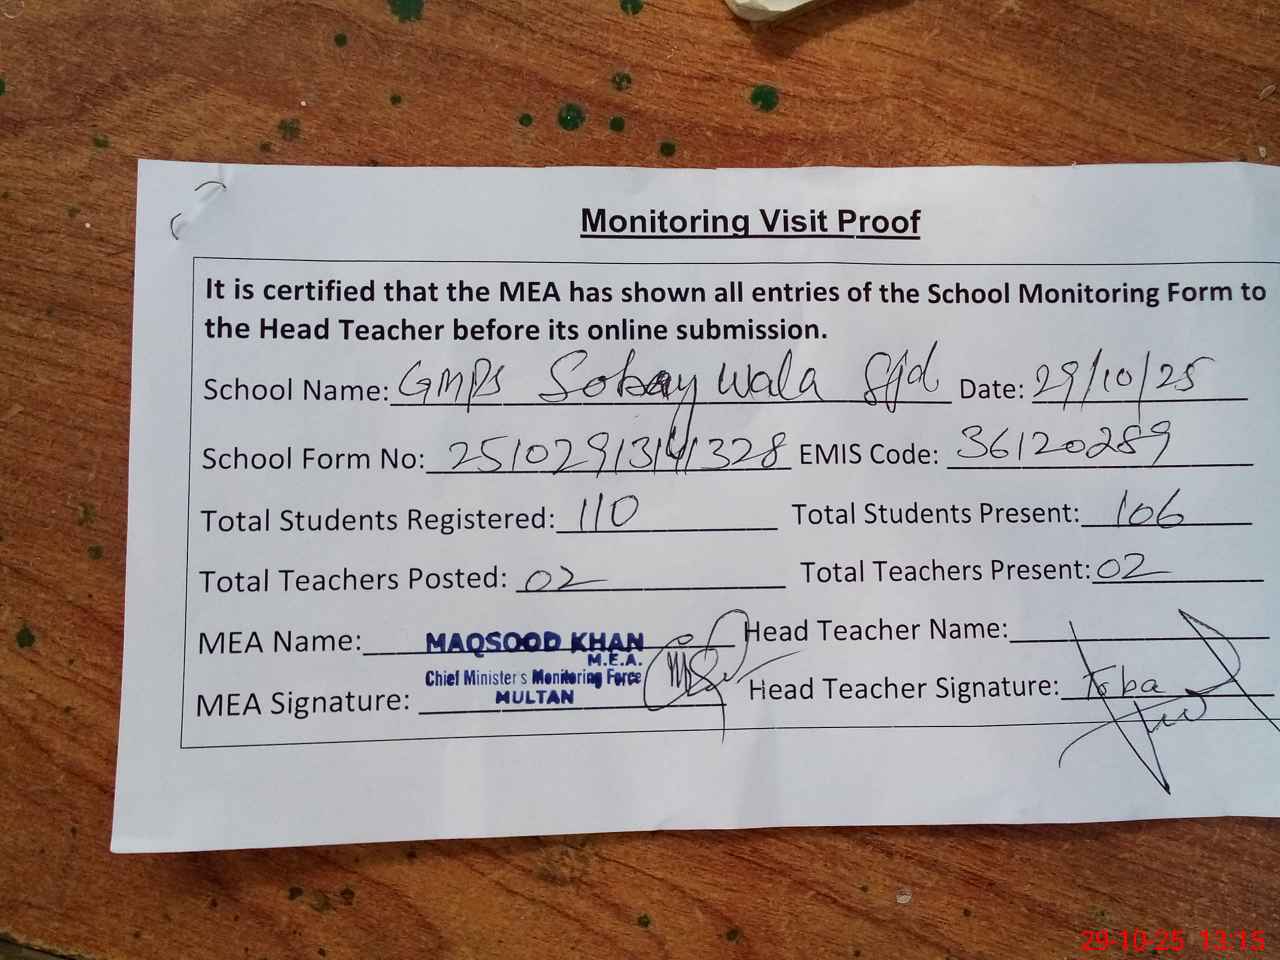 Monitoring Visit Proof
It is certified that the MEA has shown all entries of the School Monitoring Form to
the Head Teacher before its online submission.
School Name: GMPS Sobay wala Sjd Date: 29/10/25
School Form No: EMIS Code: 36120289
Total Students Registered: 110 Total Students Present: 106
Total Teachers Posted: 02 Total Teachers Present: 02
MEA Name: MAQSOOD KHAN Head Teacher Name:
M.E.A.
Chief Minister's Monitoring Force
MEA Signature: MULTAN Head Teacher Signature: Toba
29-10-25 13:15